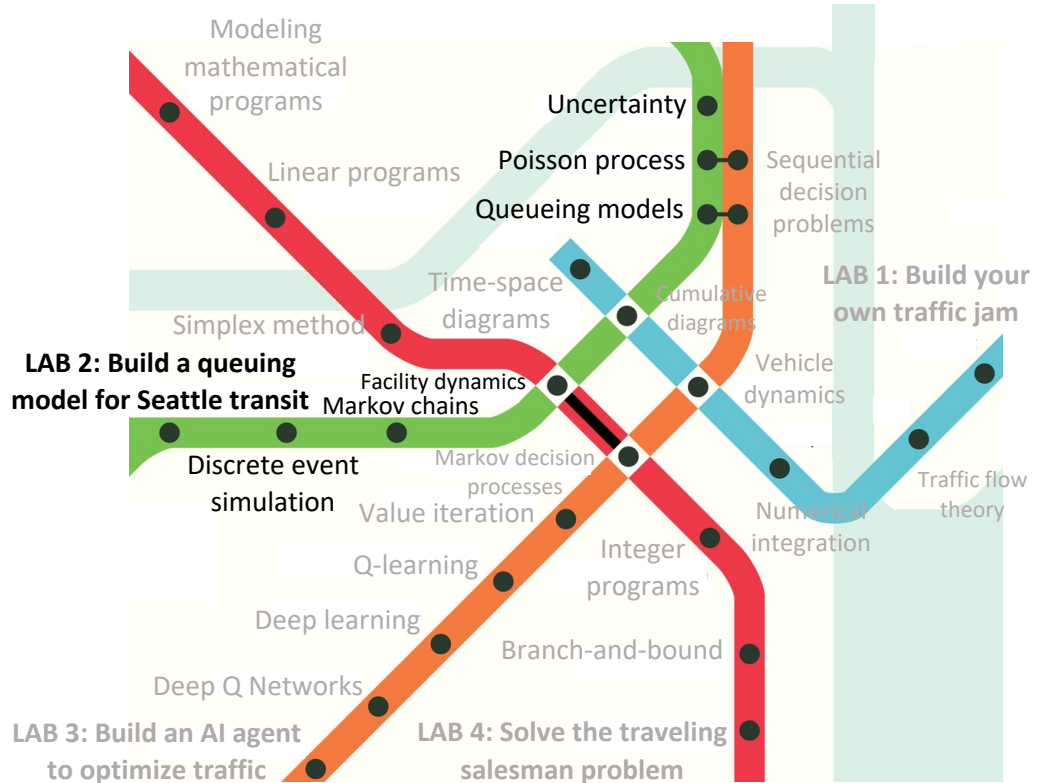 Modeling
mathematical
programs
Uncertainty
Poisson process
Sequential
decision
problems
Linear programs
Queueing models
Time-space
diagrams
Cumulative
diagrams
LAB 1: Build your
own traffic jam
Simplex method
LAB 2: Build a queuing
model for Seattle transit
Facility dynamics
Markov chains
Vehicle
dynamics
Discrete event
simulation
Markov decision
processes
Traffic flow
theory
Value iteration
Numerical
integration
Integer
programs
Q-learning
Deep learning
Branch-and-bound
Deep Q Networks
LAB 3: Build an AI agent
to optimize traffic
LAB 4: Solve the traveling
salesman problem